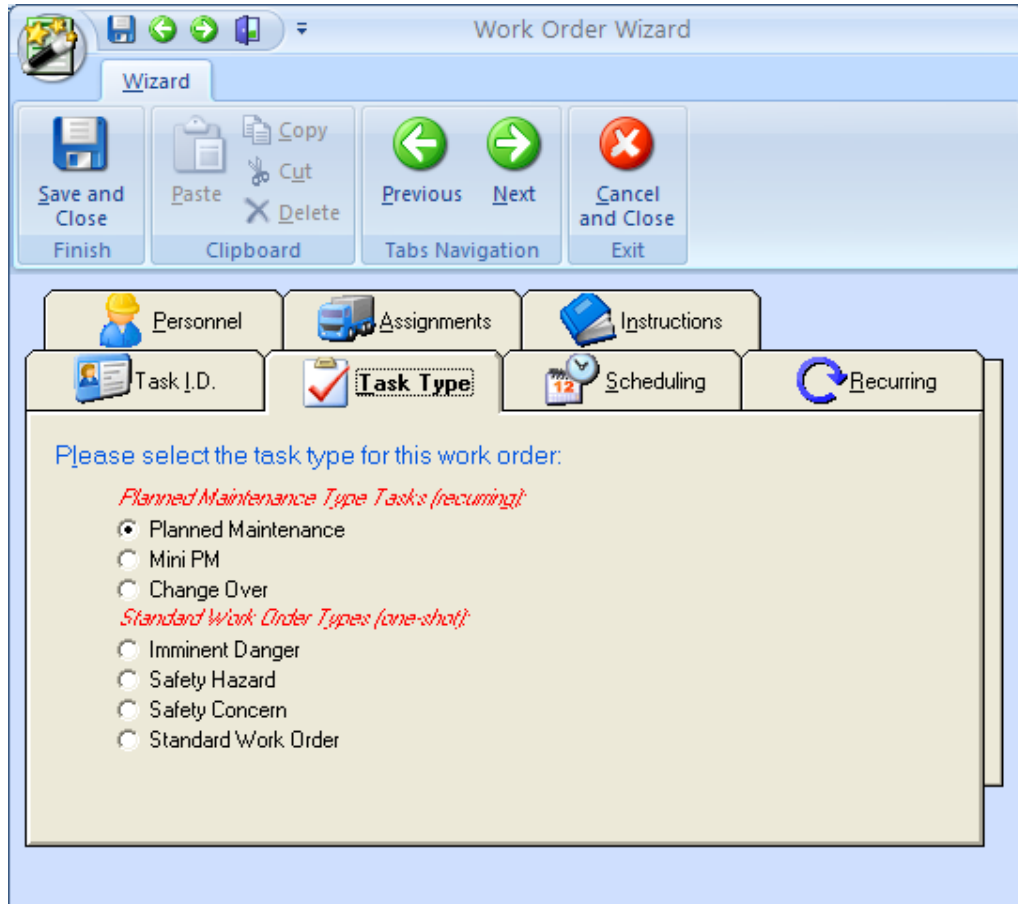 Work Order Wizard
Wizard
Save and Close
Finish
Paste
Copy
Cut
Delete
Clipboard
Previous
Next
Tabs Navigation
Cancel and Close
Exit
Personnel
Assignments
Instructions
Task I.D.
Task Type
12
Scheduling
Recurring
Please select the task type for this work order:
Planned Maintenance Type Tasks (recurring):
Planned Maintenance
Mini PM
Change Over
Standard Work Order Types (one-shot):
Imminent Danger
Safety Hazard
Safety Concern
Standard Work Order